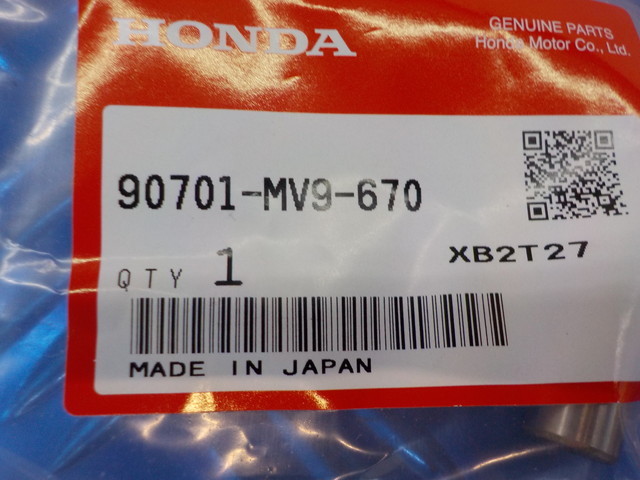 HONDA
GENUINE PARTS
Honda Motor Co., Ltd.
90701-MV9-670
XB2T27
QTY 1
MADE IN JAPAN